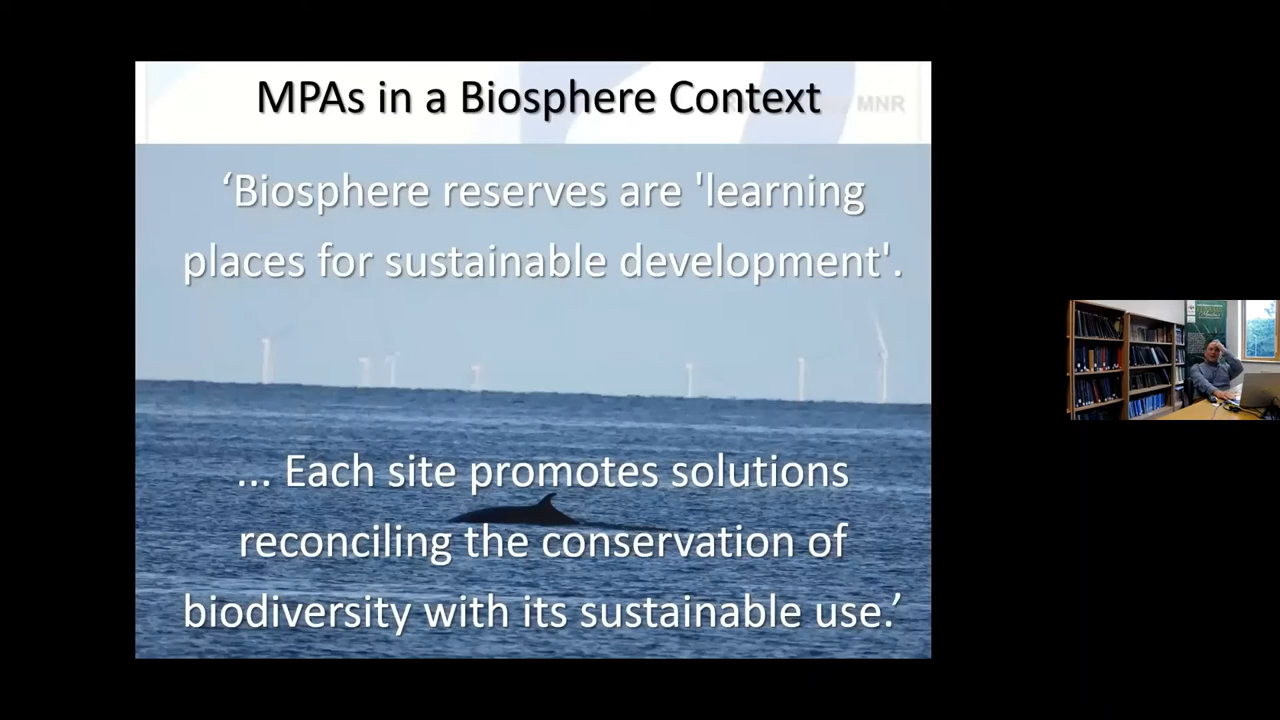 MPAs in a Biosphere Context
MNR
‘Biosphere reserves are 'learning
places for sustainable development'.
... Each site promotes solutions
reconciling the conservation of
biodiversity with its sustainable use.’